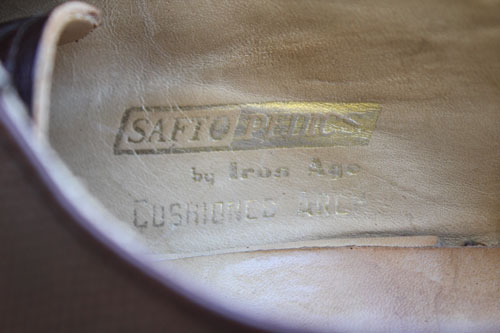 SAFTO PEDICS
by Iron Age
CUSHIONED ARCH